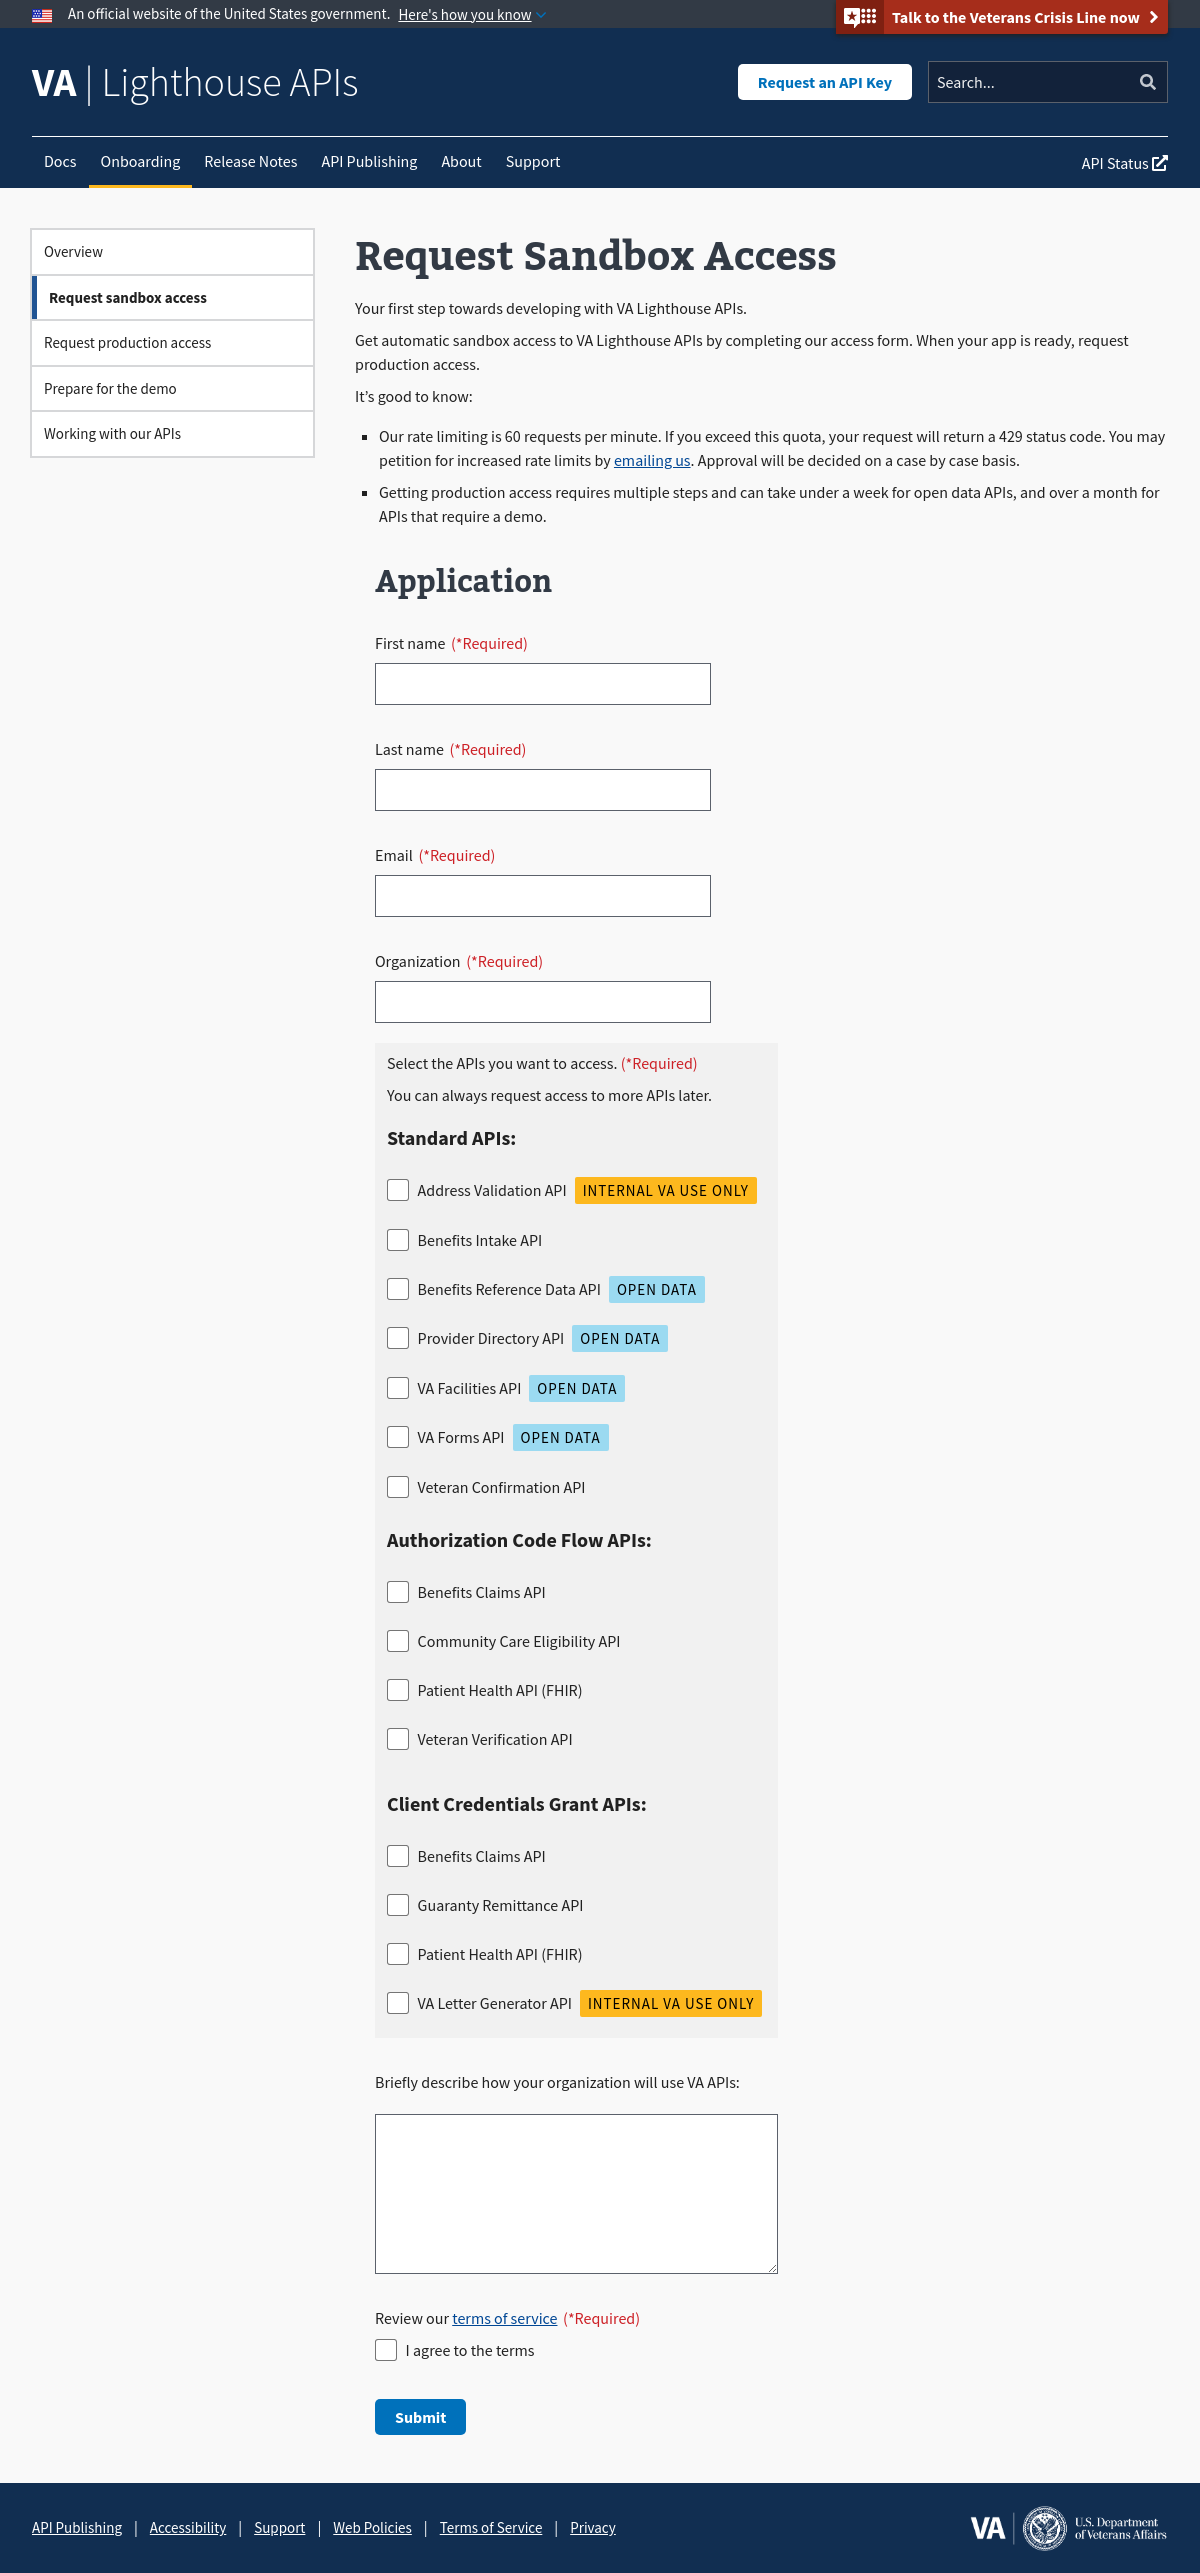 An official website of the United States government. Here's how you know
Talk to the Veterans Crisis Line now
VA | Lighthouse APIs
Request an API Key
Search...
Docs
Onboarding
Release Notes
API Publishing
About
Support
API Status
Overview
Request sandbox access
Request production access
Prepare for the demo
Working with our APIs
Request Sandbox Access
Your first step towards developing with VA Lighthouse APIs.
Get automatic sandbox access to VA Lighthouse APIs by completing our access form. When your app is ready, request
production access.
It’s good to know:
Our rate limiting is 60 requests per minute. If you exceed this quota, your request will return a 429 status code. You may
petition for increased rate limits by emailing us. Approval will be decided on a case by case basis.
Getting production access requires multiple steps and can take under a week for open data APIs, and over a month for
APIs that require a demo.
Application
First name (*Required)
Last name (*Required)
Email (*Required)
Organization (*Required)
Select the APIs you want to access. (*Required)
You can always request access to more APIs later.
Standard APIs:
Address Validation API INTERNAL VA USE ONLY
Benefits Intake API
Benefits Reference Data API OPEN DATA
Provider Directory API OPEN DATA
VA Facilities API OPEN DATA
VA Forms API OPEN DATA
Veteran Confirmation API
Authorization Code Flow APIs:
Benefits Claims API
Community Care Eligibility API
Patient Health API (FHIR)
Veteran Verification API
Client Credentials Grant APIs:
Benefits Claims API
Guaranty Remittance API
Patient Health API (FHIR)
VA Letter Generator API INTERNAL VA USE ONLY
Briefly describe how your organization will use VA APIs:
Review our terms of service (*Required)
I agree to the terms
Submit
API Publishing | Accessibility | Support | Web Policies | Terms of Service | Privacy
VA
U.S. Department
of Veterans Affairs